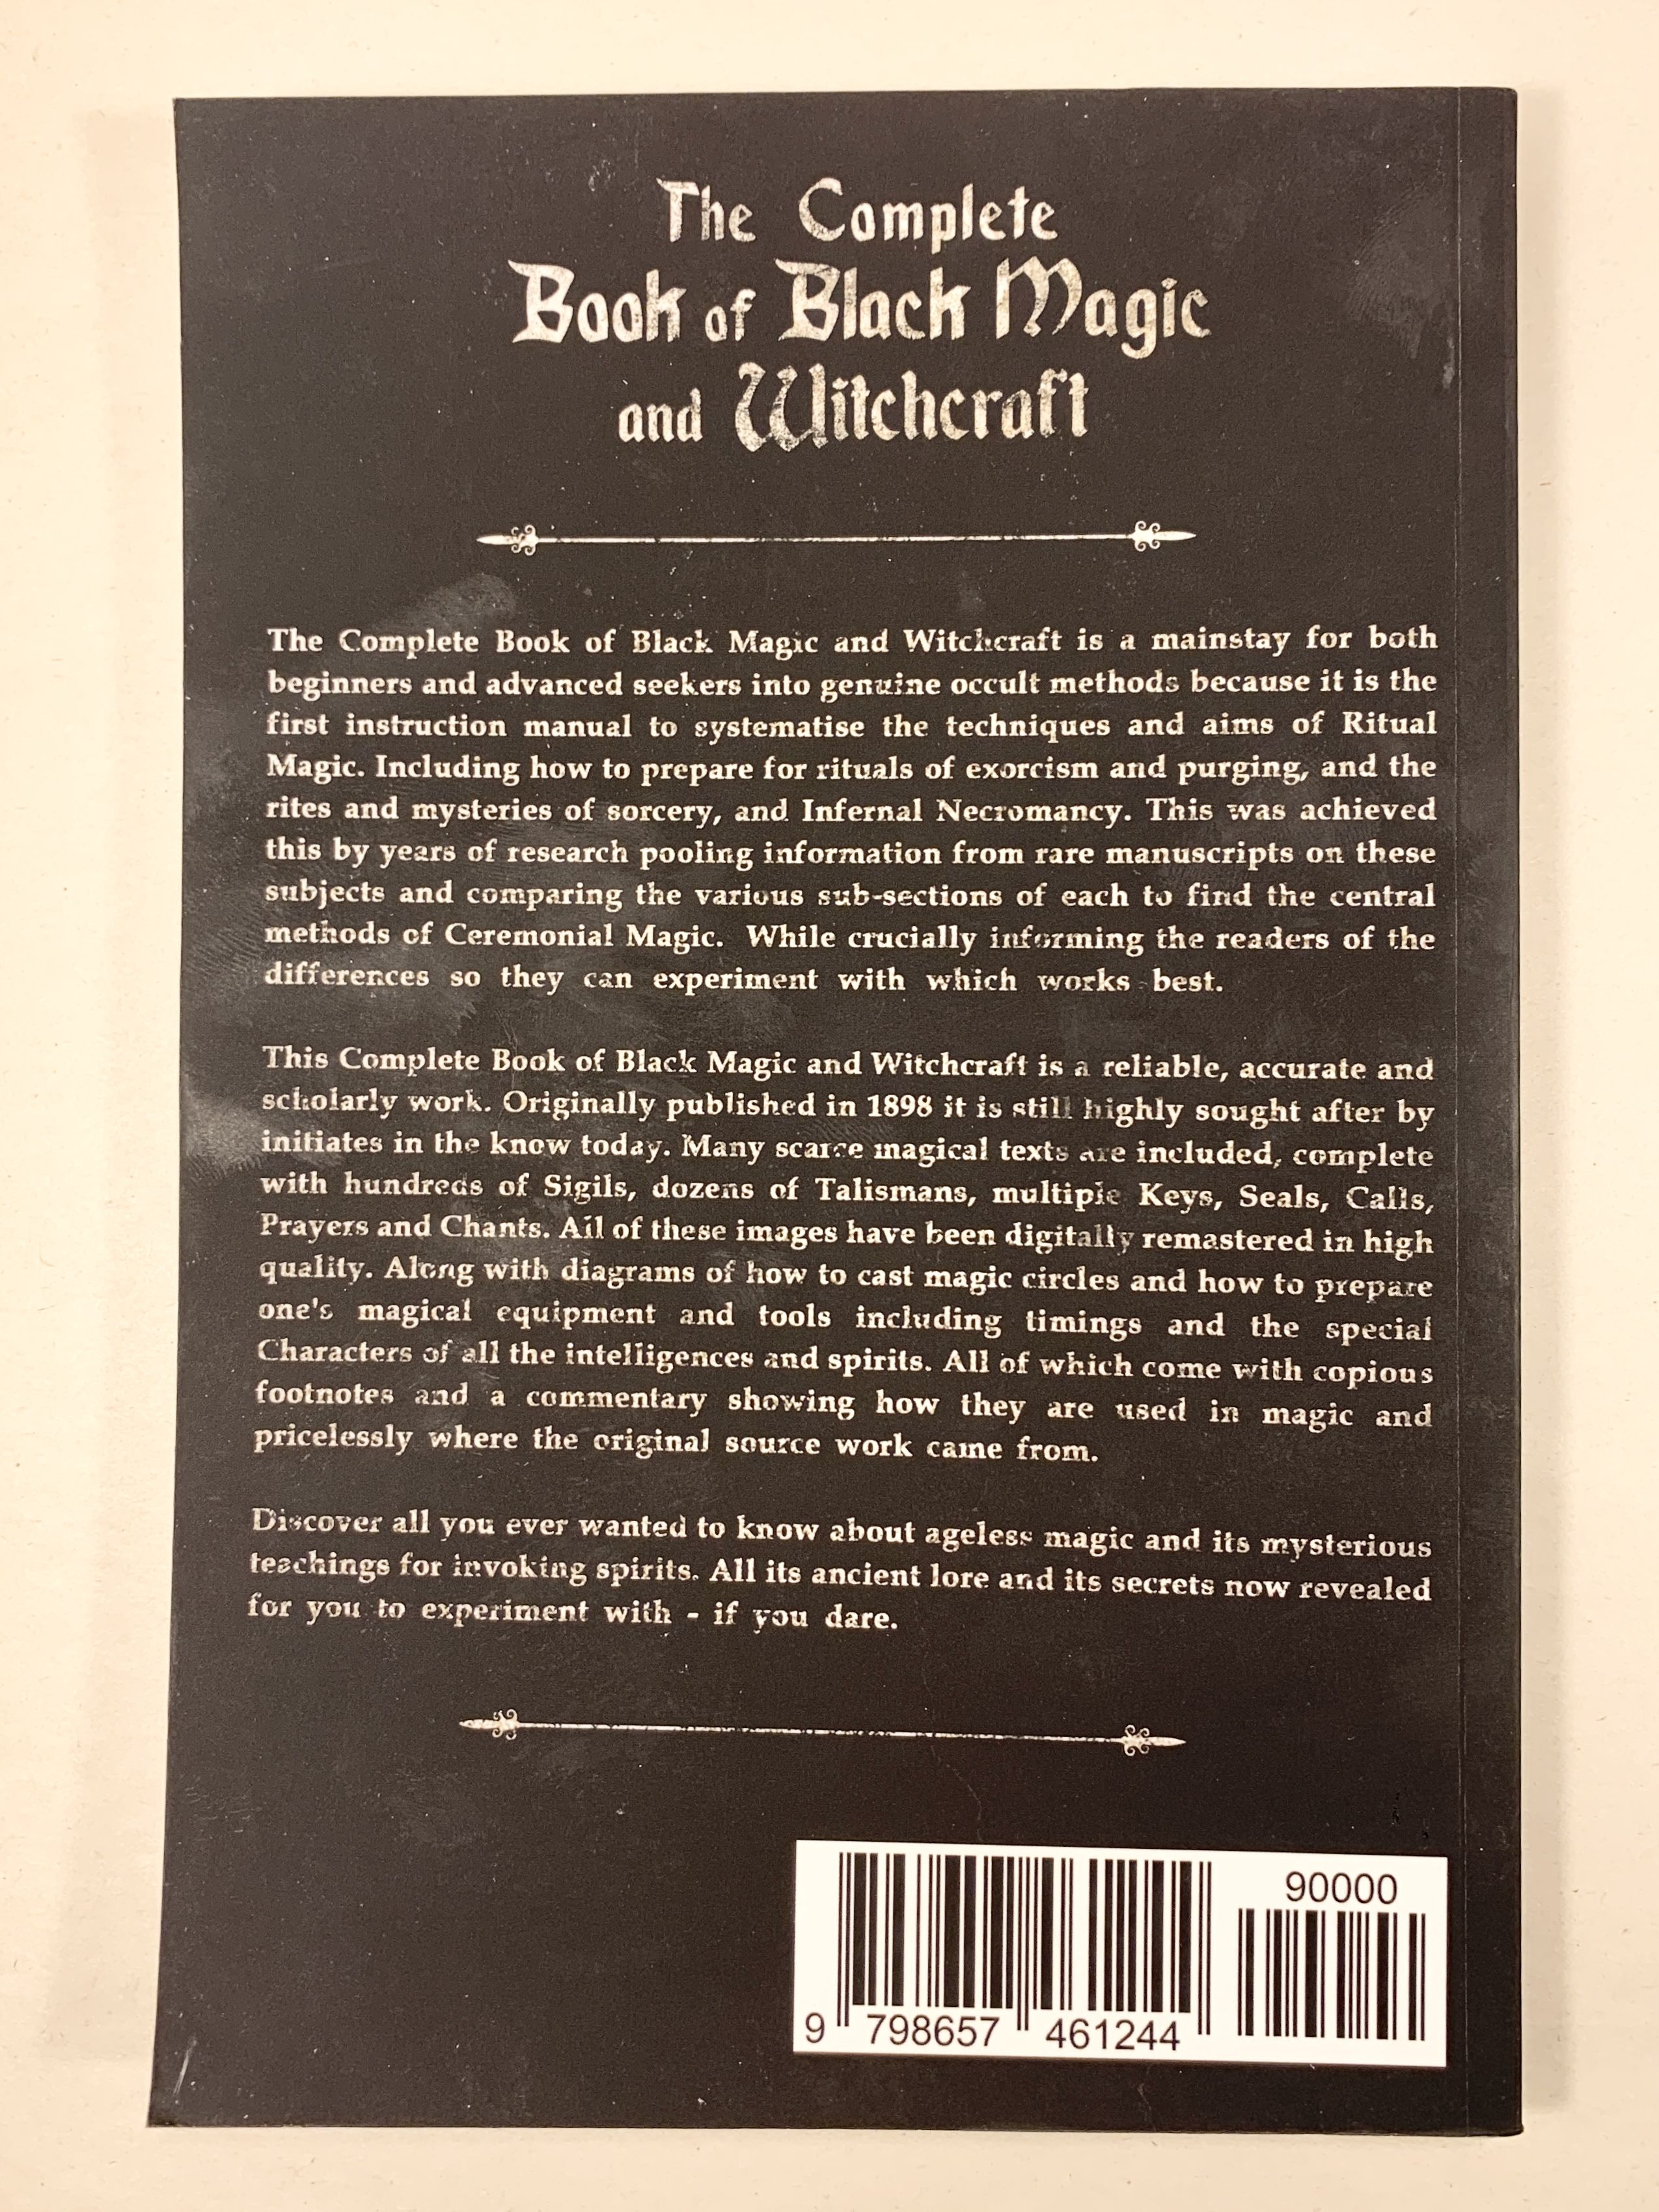 The Complete
Book of Black Magic
and Witchcraft
The Complete Book of Black Magic and Witchcraft is a mainstay for both
beginners and advanced seekers into genuine occult methods because it is the
first instruction manual to systematise the techniques and aims of Ritual
Magic. Including how to prepare for rituals of exorcism and purging, and the
rites and mysteries of sorcery, and Infernal Necromancy. This was achieved
this by years of research pooling information from rare manuscripts on these
subjects and comparing the various sub-sections of each to find the central
methods of Ceremonial Magic. While crucially informing the readers of the
differences so they can experiment with which works best.
This Complete Book of Black Magic and Witchcraft is a reliable, accurate and
scholarly work. Originally published in 1898 it is still highly sought after by
initiates in the know today. Many scarce magical texts are included, complete
with hundreds of Sigils, dozens of Talismans, multiple Keys, Seals, Calls,
Prayers and Chants. All of these images have been digitally remastered in high
quality. Along with diagrams of how to cast magic circles and how to prepare
one's magical equipment and tools including timings and the special
Characters of all the intelligences and spirits. All of which come with copious
footnotes and a commentary showing how they are used in magic and
pricelessly where the original source work came from.
Discover all you ever wanted to know about ageless magic and its mysterious
teachings for invoking spirits. All its ancient lore and its secrets now revealed
for you to experiment with - if you dare.
90000
9 798657 461244